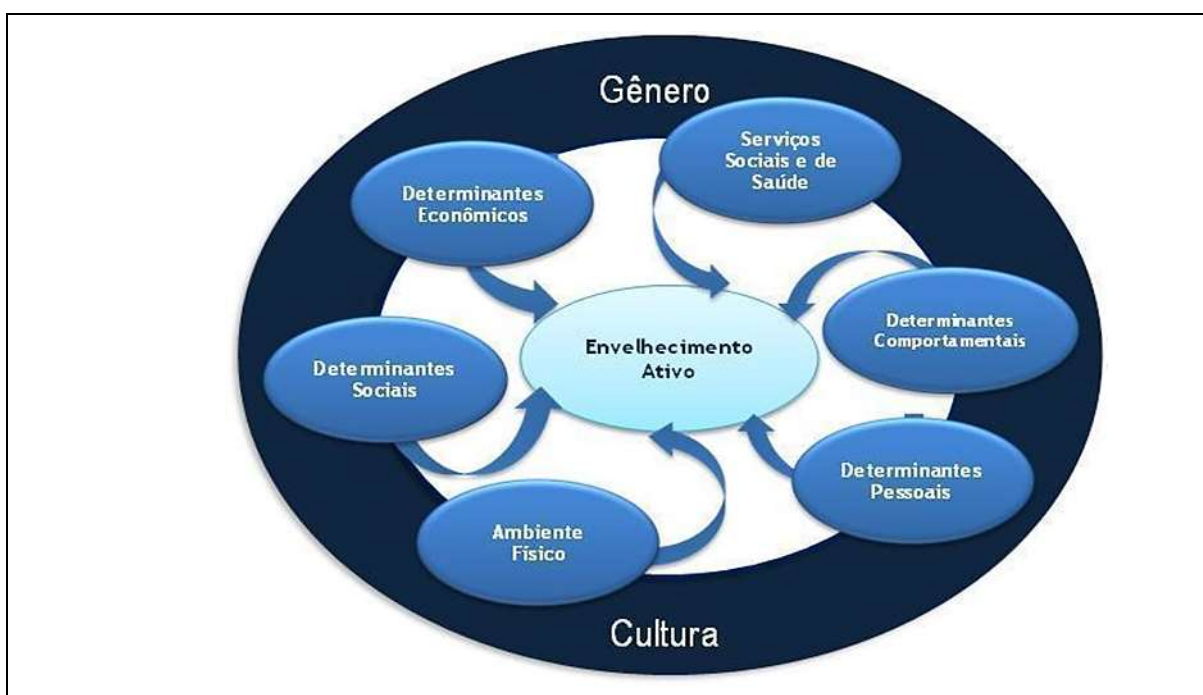 Gênero
Serviços
Sociais e de
Saúde
Determinantes
Econômicos
Determinantes
Comportamentais
Envelhecimento
Ativo
Determinantes
Sociais
Determinantes
Pessoais
Ambiente
Físico
Cultura